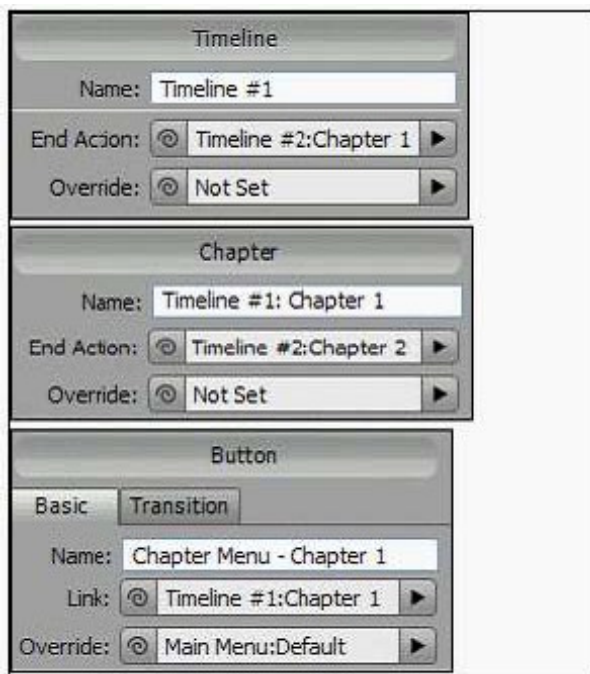 Timeline
Name: Timeline #1
End Action: Timeline #2:Chapter 1
Override: Not Set
Chapter
Name: Timeline #1: Chapter 1
End Action: Timeline #2:Chapter 2
Override: Not Set
Button
Basic Transition
Name: Chapter Menu - Chapter 1
Link: Timeline #1:Chapter 1
Override: Main Menu:Default